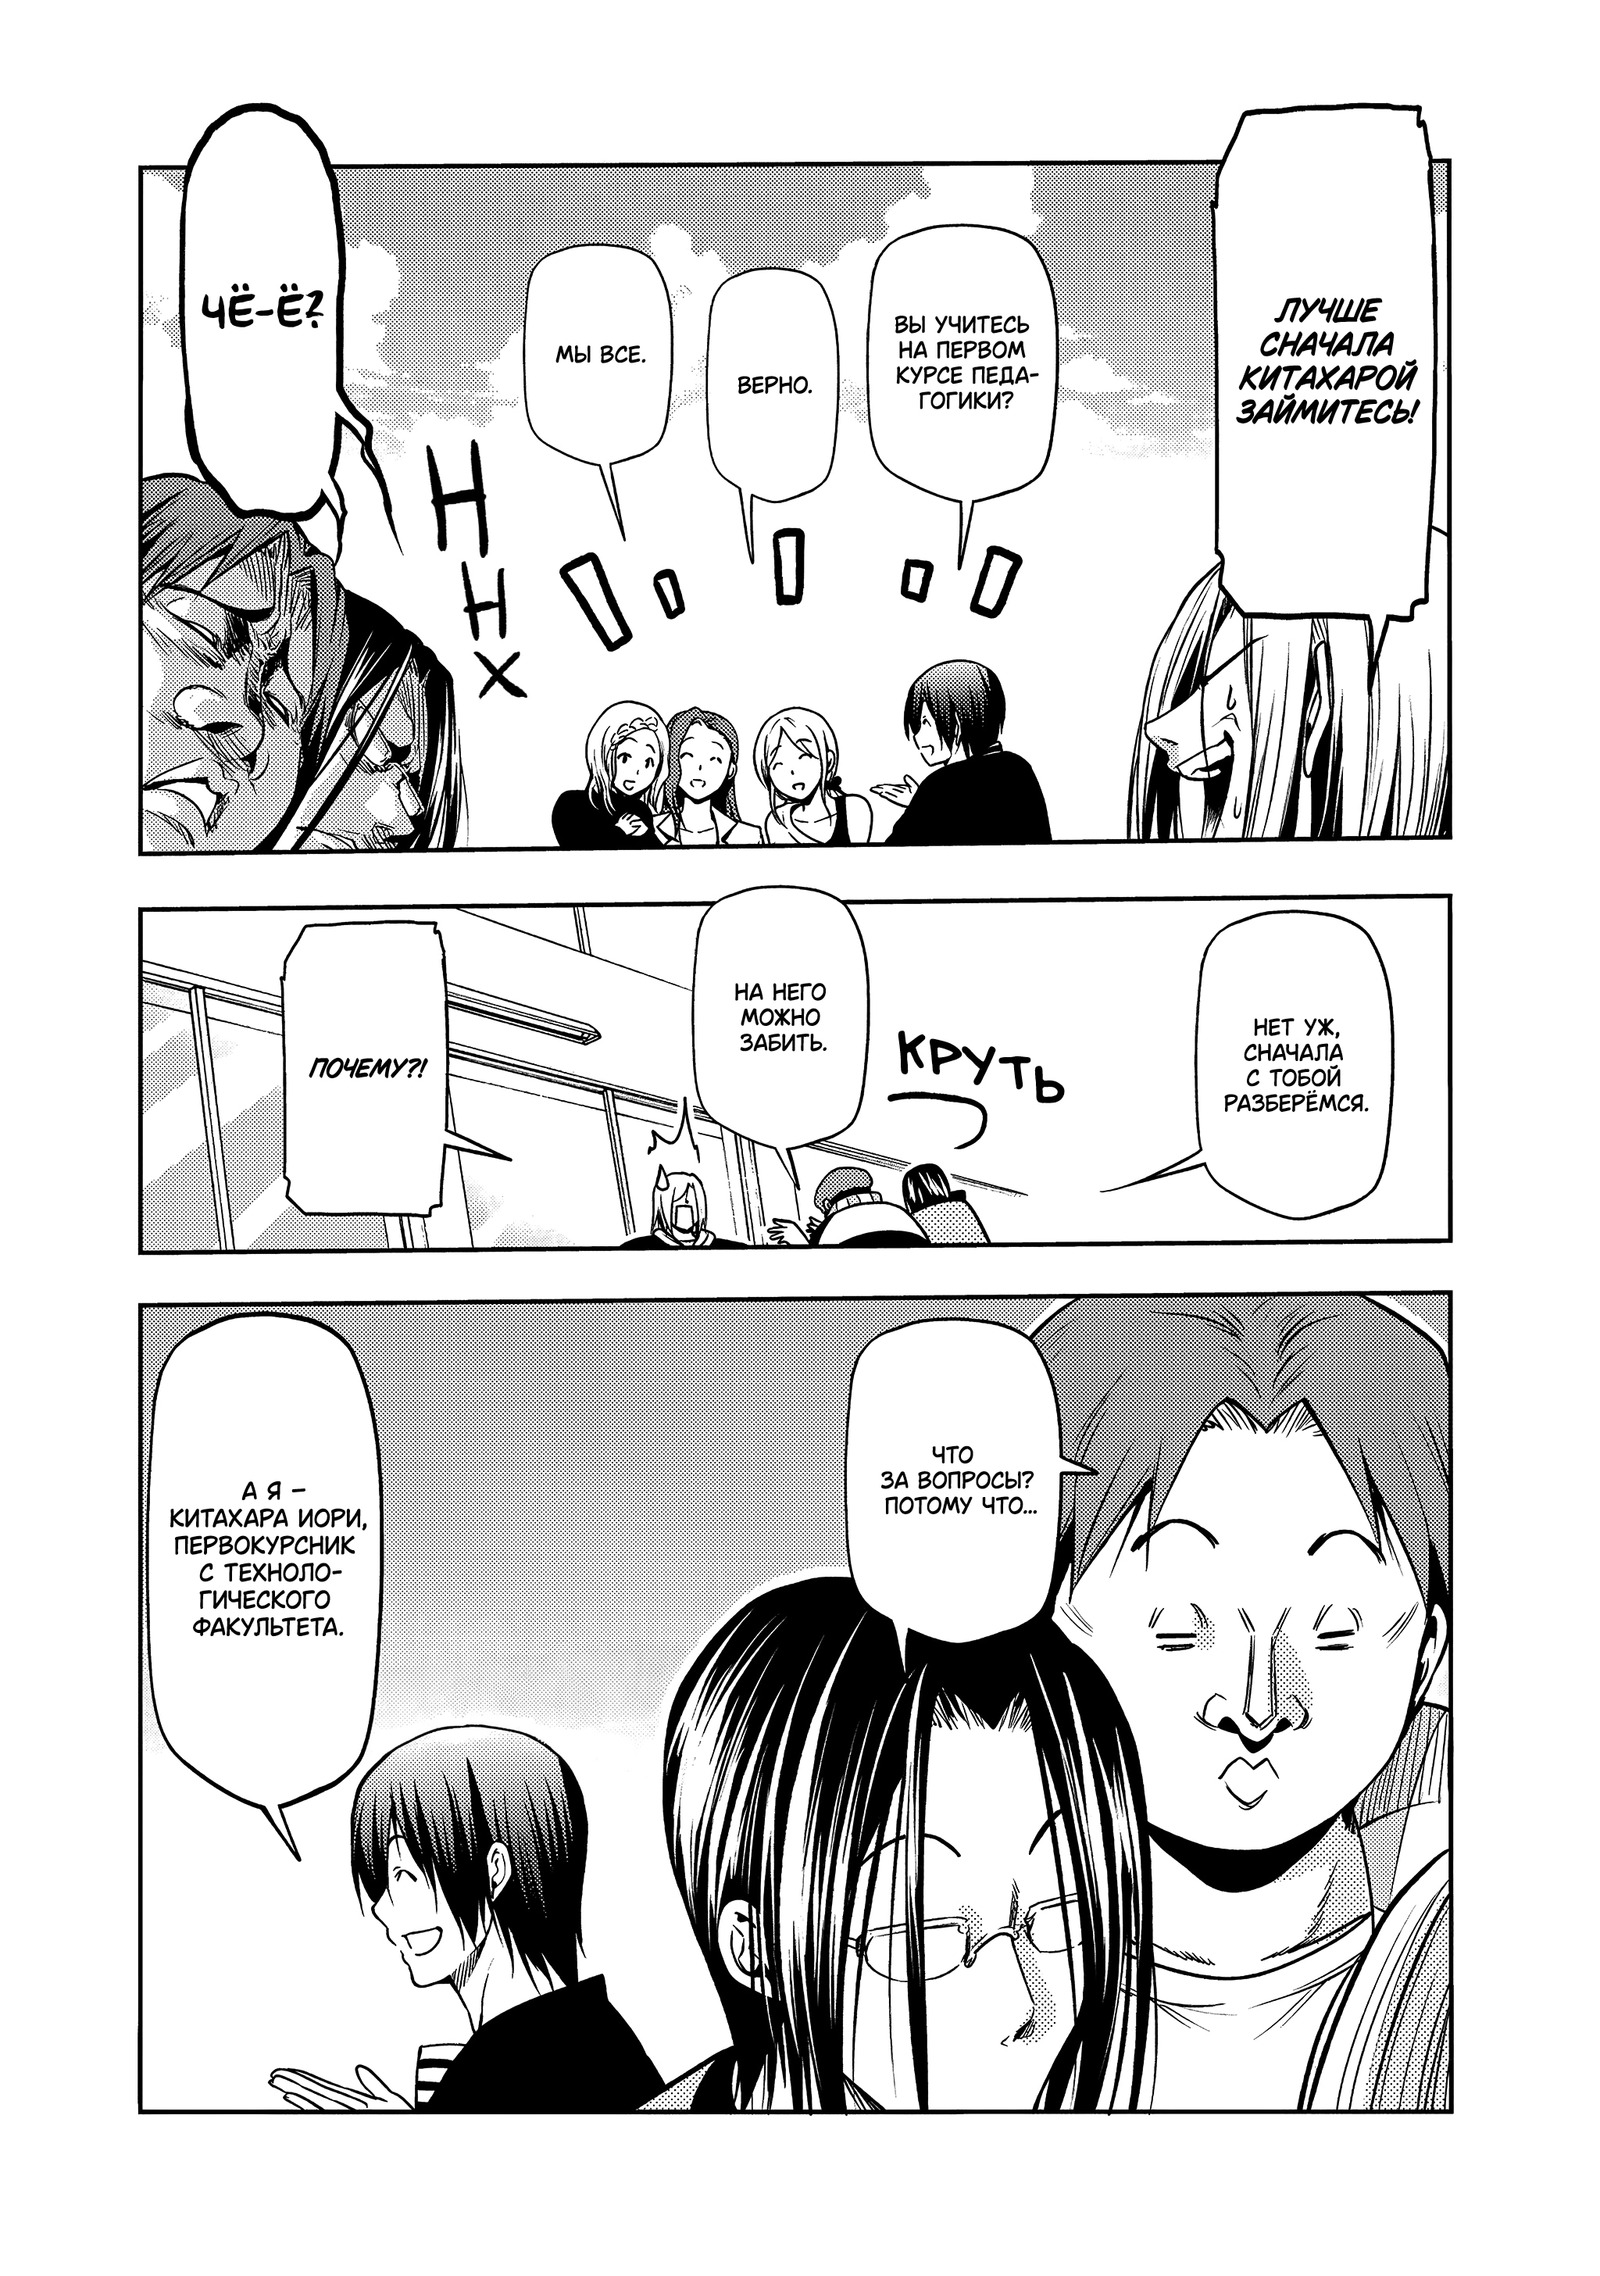 ЛУЧШЕ
СНАЧАЛА
КИТАХАРОЙ
ЗАЙМИТЕСЬ!
ВЫ УЧИТЕСЬ
НА ПЕРВОМ
КУРСЕ ПЕДА-
ГОГИКИ?
ВЕРНО.
МЫ ВСЕ.
ЧЁ-Ё?
Н
Н
Х
НЕТ УЖ,
СНАЧАЛА
С ТОБОЙ
РАЗБЕРЁМСЯ.
КРУТЬ
НА НЕГО
МОЖНО
ЗАБИТЬ.
ПОЧЕМУ?!
ЧТО
ЗА ВОПРОСЫ?
ПОТОМУ ЧТО...
А Я –
КИТАХАРА ИОРИ,
ПЕРВОКУРСНИК
С ТЕХНОЛО-
ГИЧЕСКОГО
ФАКУЛЬТЕТА.